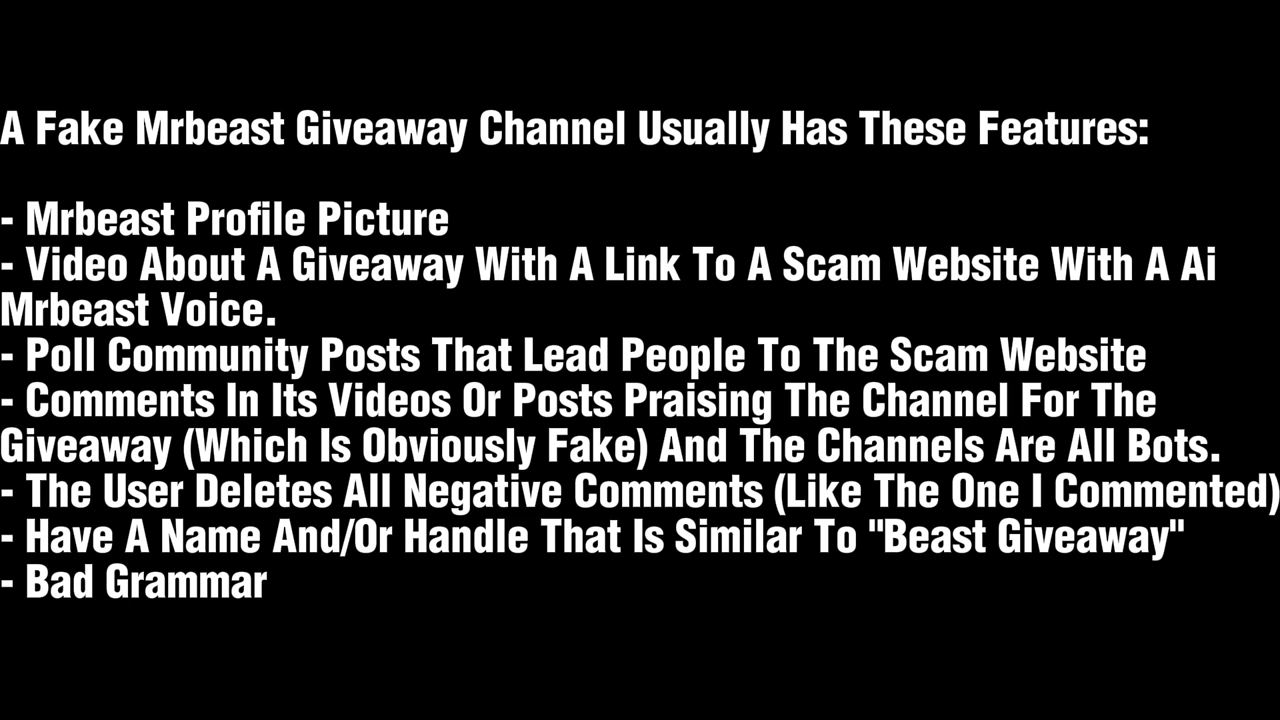 A Fake Mrbeast Giveaway Channel Usually Has These Features:
- Mrbeast Profile Picture
- Video About A Giveaway With A Link To A Scam Website With A Ai
Mrbeast Voice.
- Poll Community Posts That Lead People To The Scam Website
- Comments In Its Videos Or Posts Praising The Channel For The
Giveaway (Which Is Obviously Fake) And The Channels Are All Bots.
- The User Deletes All Negative Comments (Like The One I Commented)
- Have A Name And/Or Handle That Is Similar To "Beast Giveaway"
- Bad Grammar